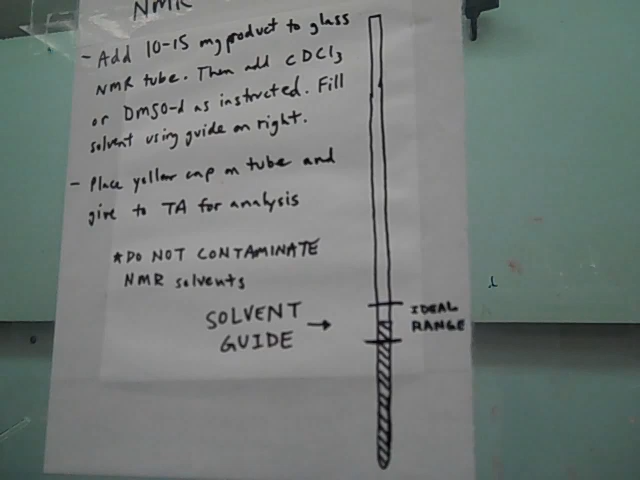 NMR
- Add 10-15 mg product to glass
NMR tube. Then add CDCl3
or DMSO-d as instructed. Fill
solvent using guide on right.
- Place yellow cap on tube and
give to TA for analysis
*DO NOT CONTAMINATE
NMR solvents
SOLVENT
GUIDE →
IDEAL
RANGE